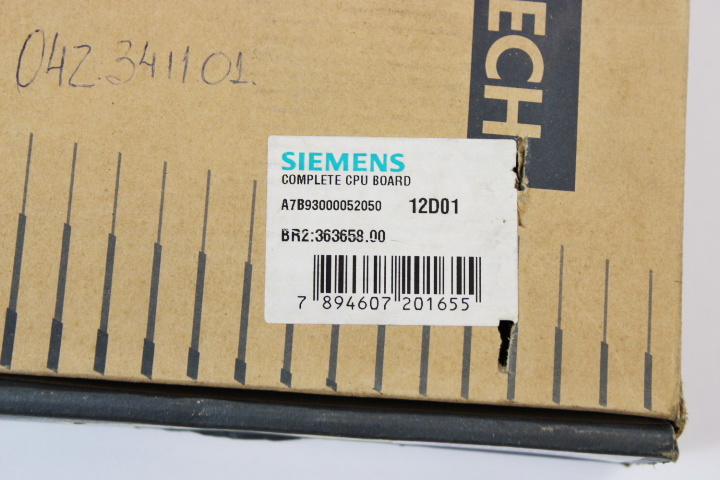 042.341101.
ECH
SIEMENS
COMPLETE CPU BOARD
A7B93000052050 12D01
BR2:363658.00
7 894607 201655